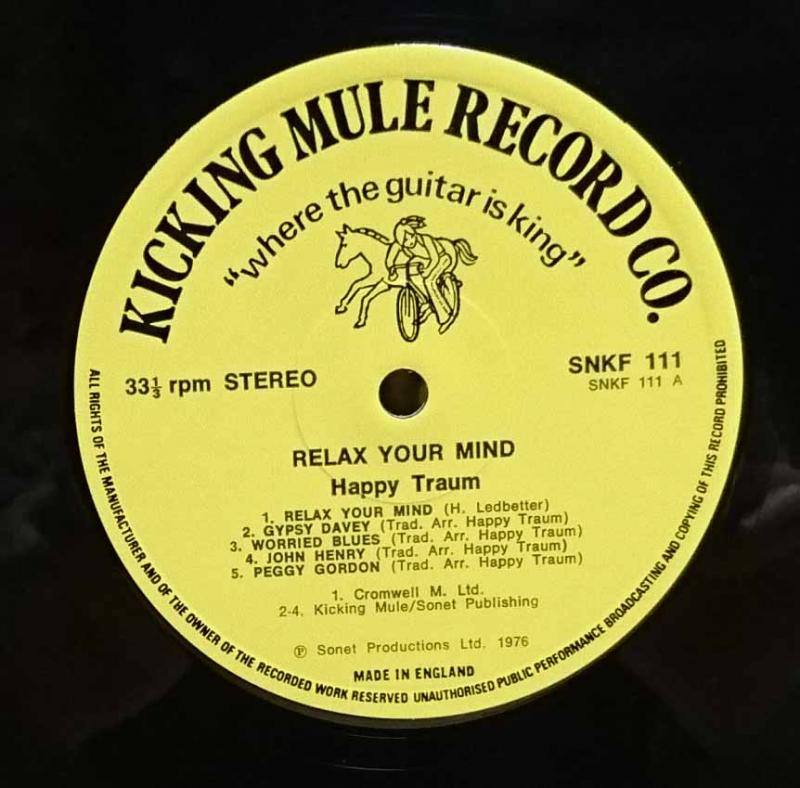 KICKING MULE RECORD CO.
"where the guitar is king"
33⅓ rpm STEREO
SNKF 111
SNKF 111 A
RELAX YOUR MIND
Happy Traum
1. RELAX YOUR MIND (H. Ledbetter)
2. GYPSY DAVEY (Trad. Arr. Happy Traum)
3. WORRIED BLUES (Trad. Arr. Happy Traum)
4. JOHN HENRY (Trad. Arr. Happy Traum)
5. PEGGY GORDON (Trad. Arr. Happy Traum)
1. Cromwell M. Ltd.
2-4. Kicking Mule/Sonet Publishing
℗ Sonet Productions Ltd. 1976
MADE IN ENGLAND
ALL RIGHTS OF THE MANUFACTURER AND OF THE OWNER OF THE RECORDED WORK RESERVED UNAUTHORISED PUBLIC PERFORMANCE BROADCASTING AND COPYING OF THIS RECORD PROHIBITED